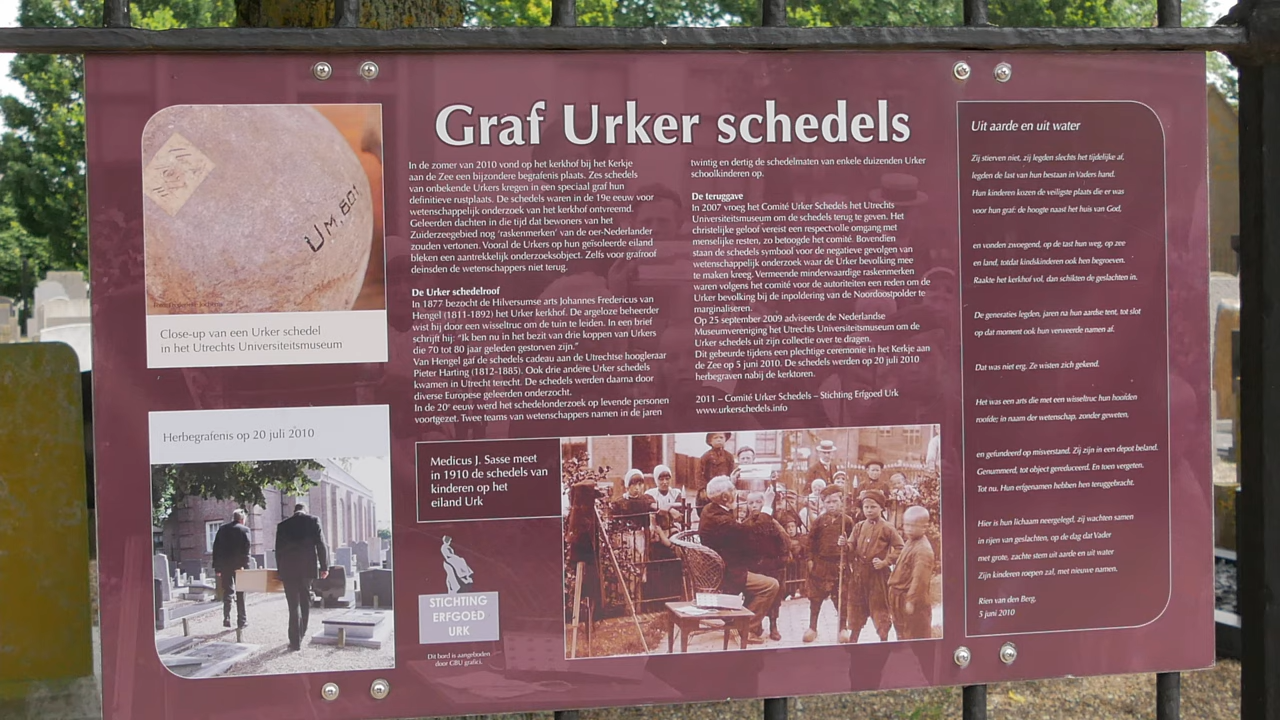 Graf Urker schedels
UM, 801
Close-up van een Urker schedel
in het Utrechts Universiteitsmuseum
Herbegrafenis op 20 juli 2010
In de zomer van 2010 vond op het kerkhof bij het Kerkje
aan de Zee een bijzondere begrafenis plaats. Zes schedels
van onbekende Urkers kregen in een speciaal graf hun
definitieve rustplaats. De schedels waren in de 19e eeuw voor
wetenschappelijk onderzoek van het kerkhof ontvreemd.
Geleerden dachten in die tijd dat bewoners van het
Zuiderzeegebied nog 'raskenmerken' van de oer-Nederlander
zouden vertonen. Vooral de Urkers op hun geïsoleerde eiland
bleken een aantrekkelijk onderzoeksobject. Zelfs voor grafroof
deinsden de wetenschappers niet terug.
De Urker schedelroof
In 1877 bezocht de Hilversumse arts Johannes Fredericus van
Hengel (1811-1892) het Urker kerkhof. De argeloze beheerder
wist hij door een wisseltruc om de tuin te leiden. In een brief
schrijft hij: "Ik ben nu in het bezit van drie koppen van Urkers
die 70 tot 80 jaar geleden gestorven zijn."
Van Hengel gaf de schedels cadeau aan de Utrechtse hoogleraar
Pieter Harting (1812-1885). Ook drie andere Urker schedels
kwamen in Utrecht terecht. De schedels werden daarna door
diverse Europese geleerden onderzocht.
In de 20e eeuw werd het schedelonderzoek op levende personen
voortgezet. Twee teams van wetenschappers namen in de jaren
twintig en dertig de schedelmaten van enkele duizenden Urker
schoolkinderen op.
De teruggave
In 2007 vroeg het Comité Urker Schedels het Utrechts
Universiteitsmuseum om de schedels terug te geven. Het
christelijke geloof vereist een respectvolle omgang met
menselijke resten, zo betoogde het comité. Bovendien
staan de schedels symbool voor de negatieve gevolgen van
wetenschappelijk onderzoek waar de Urker bevolking mee
te maken kreeg. Vermeende minderwaardige raskenmerken
waren volgens het comité voor de autoriteiten een reden om de
Urker bevolking bij de inpoldering van de Noordoostpolder te
marginaliseren.
Op 25 september 2009 adviseerde de Nederlandse
Museumvereniging het Utrechts Universiteitsmuseum om de
Urker schedels uit zijn collectie over te dragen.
Dit gebeurde tijdens een plechtige ceremonie in het Kerkje aan
de Zee op 5 juni 2010. De schedels werden op 20 juli 2010
herbegraven nabij de kerktoren.
2011 – Comité Urker Schedels – Stichting Erfgoed Urk
www.urkerschedels.info
Medicus J. Sasse meet
in 1910 de schedels van
kinderen op het
eiland Urk
STICHTING
ERFGOED
URK
Dit bord is aangeboden
door GBU grafici.
Uit aarde en uit water
Zij stierven niet, zij legden slechts het tijdelijke af,
legden de last van hun bestaan in Vaders hand.
Hun kinderen kozen de veiligste plaats die er was
voor hun graf: de hoogte naast het huis van God,
en vonden zwoegend, op de tast hun weg, op zee
en land, totdat kindskinderen ook hen begroeven.
Raakte het kerkhof vol, dan schikten de geslachten in.
De generaties legden, jaren na hun aardse tent, tot slot
op dat moment ook hun verweerde namen af.
Dat was niet erg. Ze wisten zich gekend.
Het was een arts die met een wisseltruc hun hoofden
roofde; in naam der wetenschap, zonder geweten,
en gefundeerd op misverstand. Zij zijn in een depot beland.
Genummerd, tot object gereduceerd. En toen vergeten.
Tot nu. Hun erfgenamen hebben hen teruggebracht.
Hier is hun lichaam neergelegd, zij wachten samen
in rijen van geslachten, op de dag dat Vader
met grote, zachte stem uit aarde en uit water
Zijn kinderen roepen zal, met nieuwe namen.
Rien van den Berg,
5 juni 2010